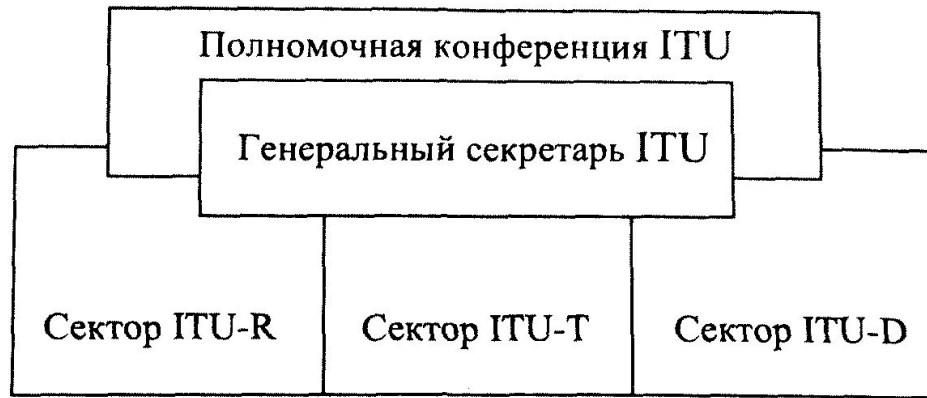 Полномочная конференция ITU
Генеральный секретарь ITU
Сектор ITU-R
Сектор ITU-T
Сектор ITU-D